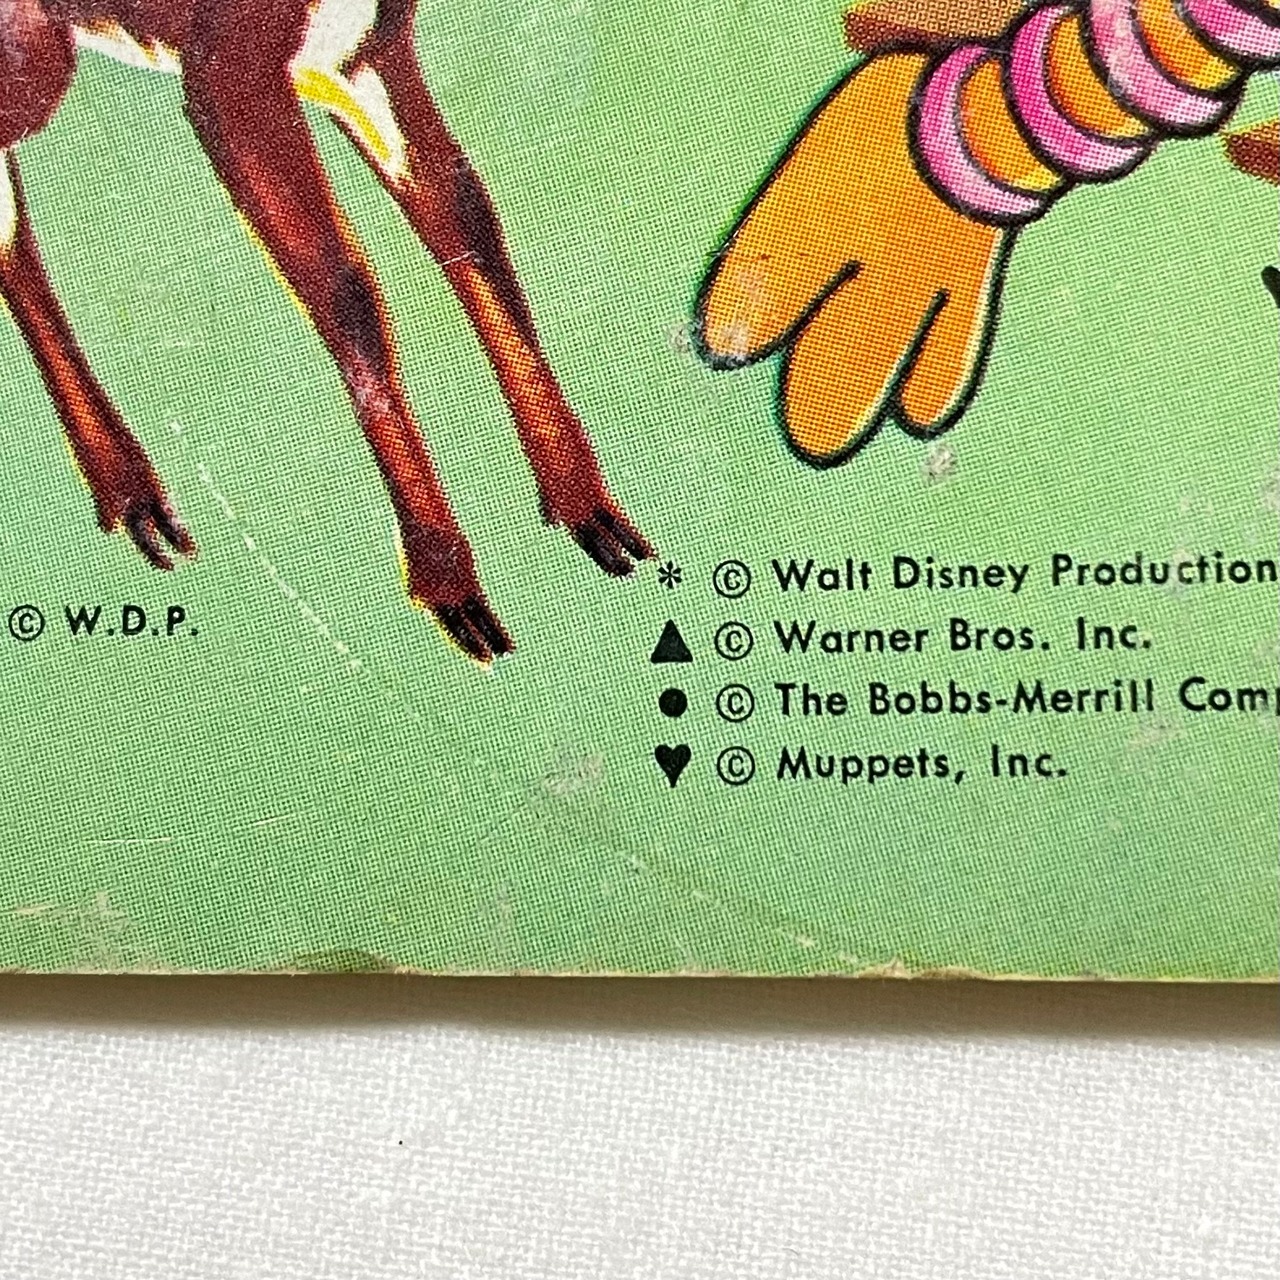 © W.D.P.
* © Walt Disney Production
▲ © Warner Bros. Inc.
● © The Bobbs-Merrill Comp
♥ © Muppets, Inc.